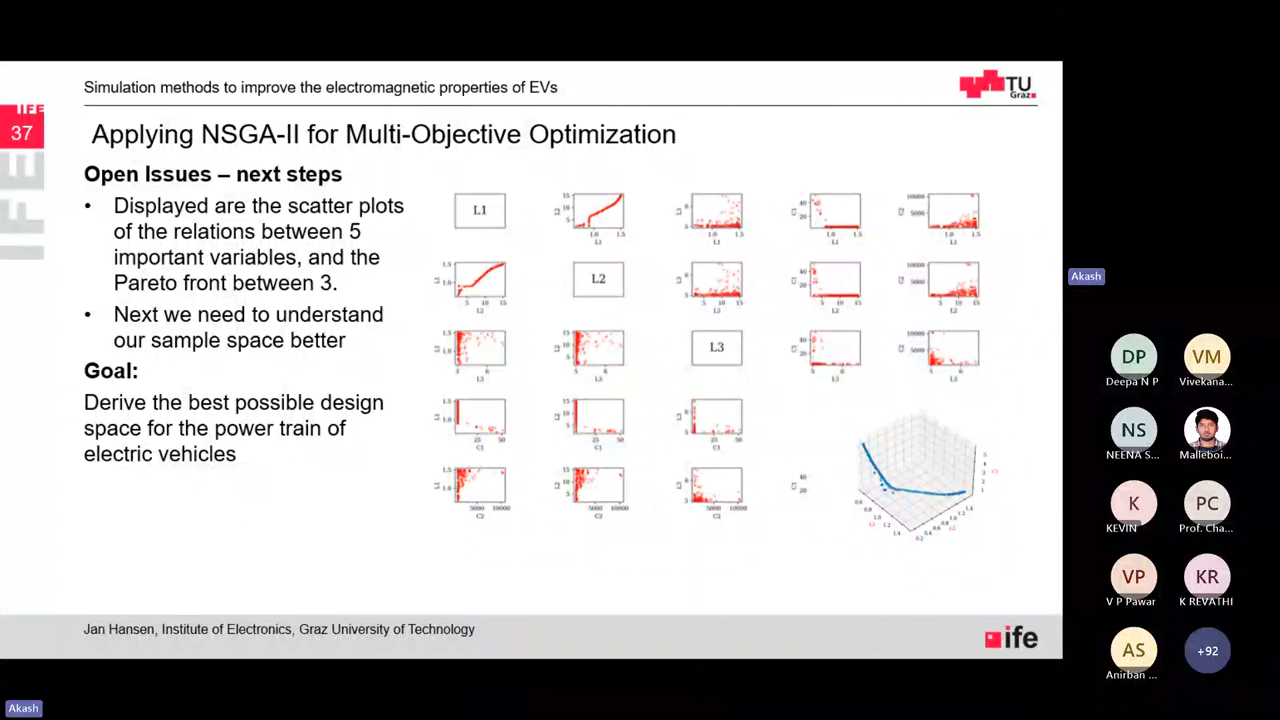 Simulation methods to improve the electromagnetic properties of EVs
TU
Graz
IFE
37
Applying NSGA-II for Multi-Objective Optimization
Open Issues – next steps
• Displayed are the scatter plots
of the relations between 5
important variables, and the
Pareto front between 3.
• Next we need to understand
our sample space better
Goal:
Derive the best possible design
space for the power train of
electric vehicles
L1
L2
L3
Jan Hansen, Institute of Electronics, Graz University of Technology
ife
Akash
DP
VM
Deepa N P
Vivekana...
NS
NEENA S...
Malleboi...
K
PC
KEVIN
Prof. Cha...
VP
KR
V P Pawar
K REVATHI
AS
+92
Anirban ...
Akash